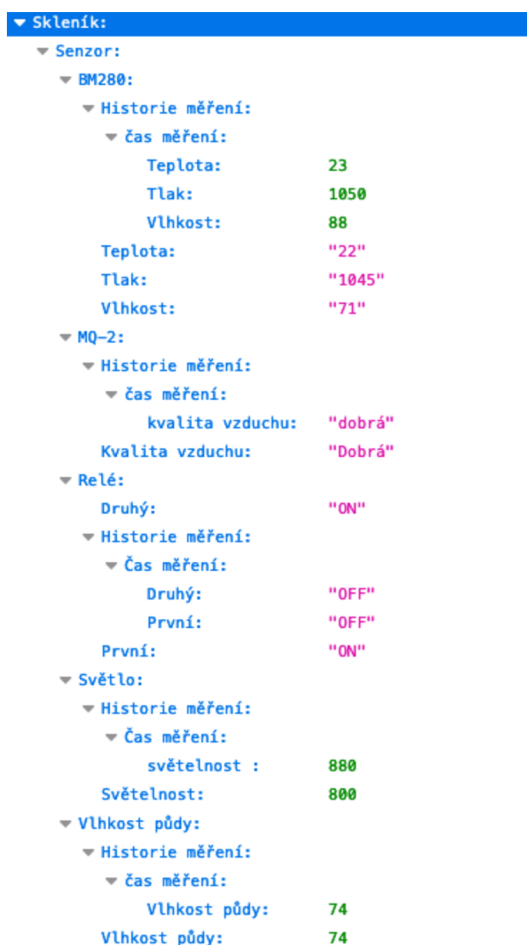 Skleník:
Senzor:
BM280:
Historie měření:
čas měření:
Teplota: 23
Tlak: 1050
Vlhkost: 88
Teplota: "22"
Tlak: "1045"
Vlhkost: "71"
MQ-2:
Historie měření:
čas měření:
kvalita vzduchu: "dobrá"
Kvalita vzduchu: "Dobrá"
Relé:
Druhý: "ON"
Historie měření:
Čas měření:
Druhý: "OFF"
První: "OFF"
První: "ON"
Světlo:
Historie měření:
Čas měření:
světelnost : 880
Světelnost: 800
Vlhkost půdy:
Historie měření:
čas měření:
Vlhkost půdy: 74
Vlhkost půdy: 74